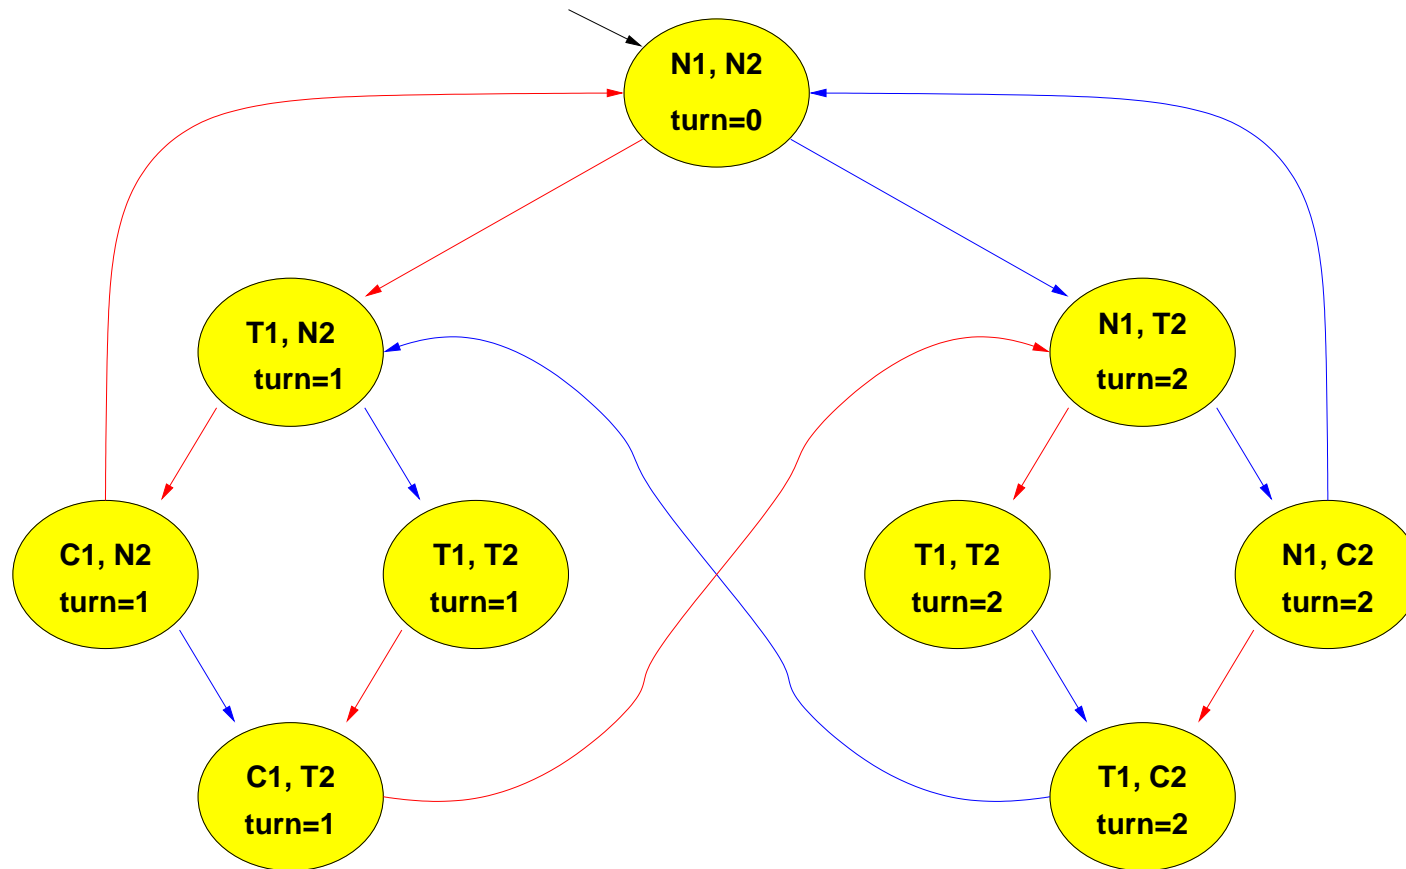 N1, N2
turn=0
T1, N2
turn=1
N1, T2
turn=2
C1, N2
turn=1
T1, T2
turn=1
T1, T2
turn=2
N1, C2
turn=2
C1, T2
turn=1
T1, C2
turn=2